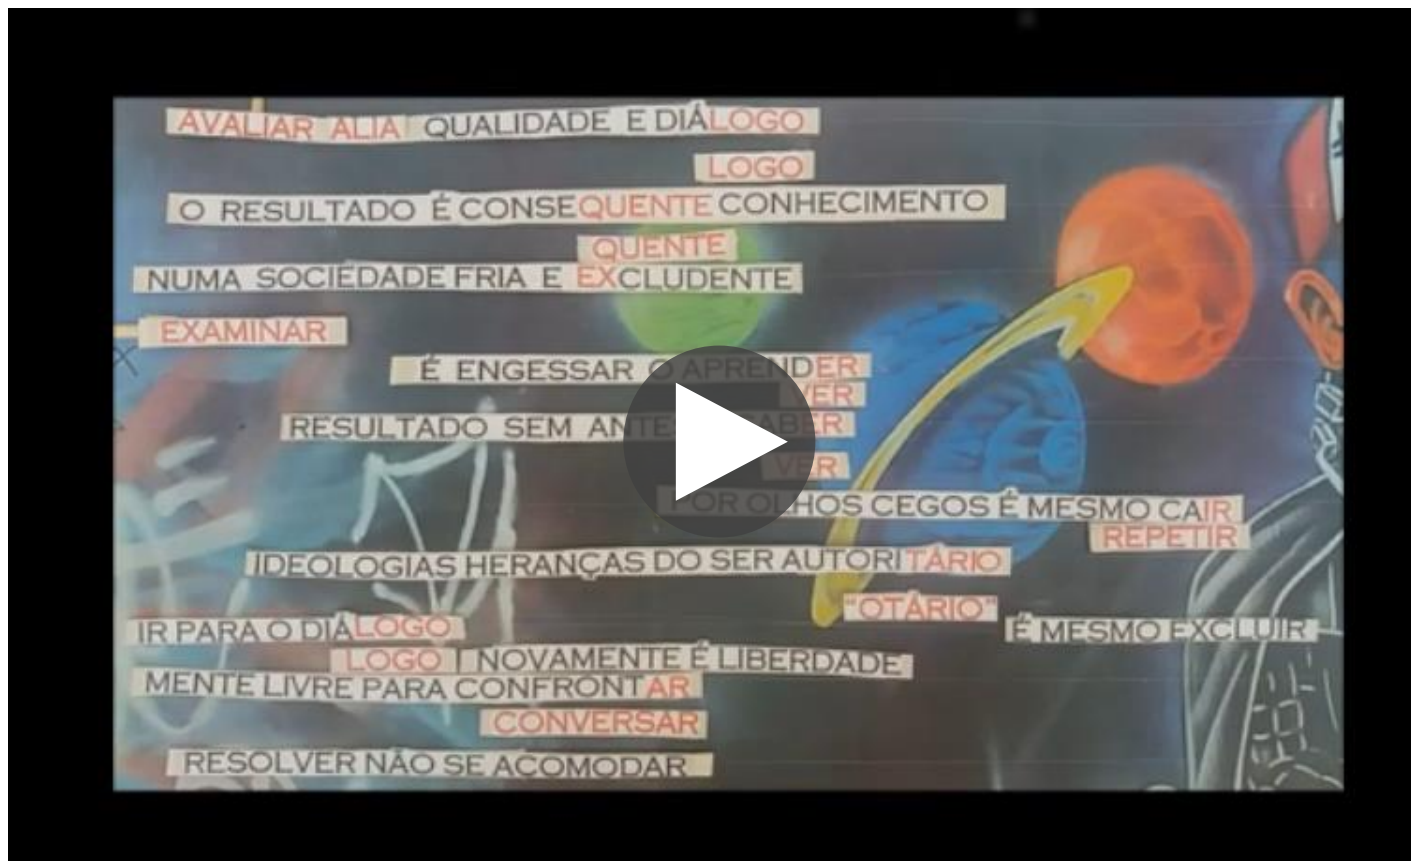 AVALIAR ALIA QUALIDADE E DIÁLOGO
LOGO
O RESULTADO É CONSEQUENTE CONHECIMENTO
QUENTE
NUMA SOCIEDADE FRIA E EXCLUDENTE
EXAMINAR
É ENGESSAR O APRENDER
VER
RESULTADO SEM ANTES SABER
VER
POR OLHOS CEGOS É MESMO CAIR
REPETIR
IDEOLOGIAS HERANÇAS DO SER AUTORITÁRIO
"OTÁRIO"
É MESMO EXCLUIR
IR PARA O DIÁLOGO
LOGO NOVAMENTE É LIBERDADE
MENTE LIVRE PARA CONFRONTAR
CONVERSAR
RESOLVER NÃO SE ACOMODAR